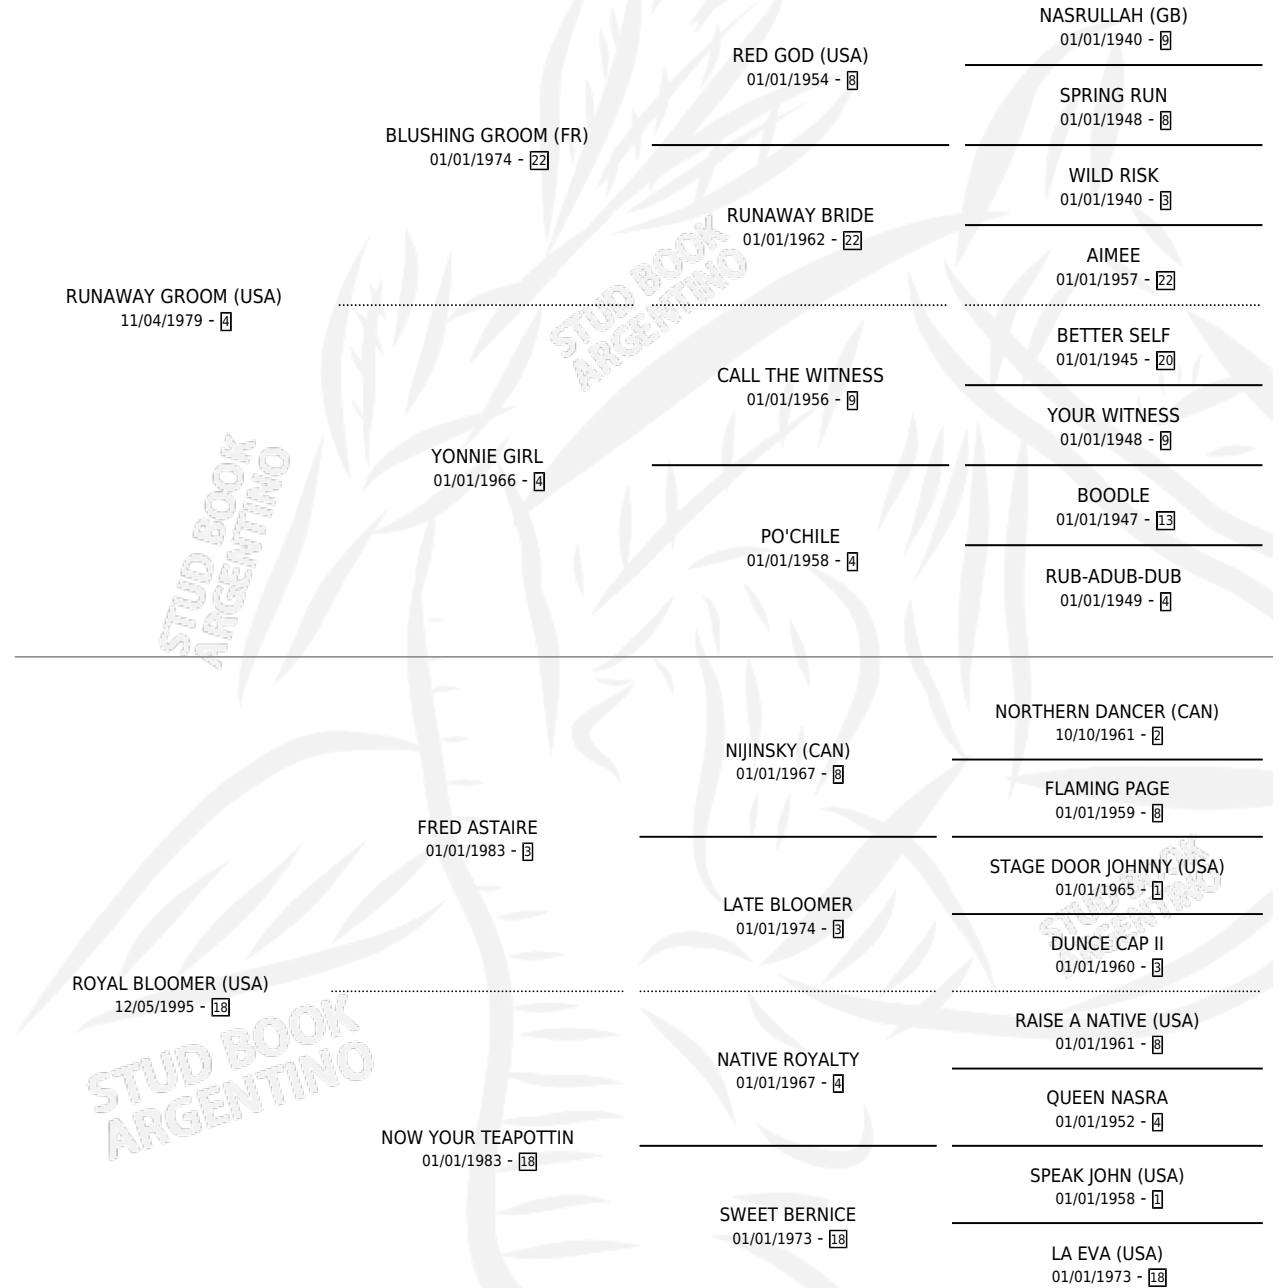 NASRULLAH (GB)
01/01/1940 - 9
RED GOD (USA)
01/01/1954 - 8
SPRING RUN
01/01/1948 - 8
BLUSHING GROOM (FR)
01/01/1974 - 22
WILD RISK
01/01/1940 - 3
RUNAWAY BRIDE
01/01/1962 - 22
AIMEE
01/01/1957 - 22
RUNAWAY GROOM (USA)
11/04/1979 - 4
BETTER SELF
01/01/1945 - 20
CALL THE WITNESS
01/01/1956 - 9
YOUR WITNESS
01/01/1948 - 9
YONNIE GIRL
01/01/1966 - 4
BOODLE
01/01/1947 - 13
PO'CHILE
01/01/1958 - 4
RUB-ADUB-DUB
01/01/1949 - 4
STUD BOOK
ARGENTINO
STUD BOOK
ARGENTINO
NORTHERN DANCER (CAN)
10/10/1961 - 2
NIJINSKY (CAN)
01/01/1967 - 8
FLAMING PAGE
01/01/1959 - 8
FRED ASTAIRE
01/01/1983 - 3
STAGE DOOR JOHNNY (USA)
01/01/1965 - 1
LATE BLOOMER
01/01/1974 - 3
DUNCE CAP II
01/01/1960 - 3
ROYAL BLOOMER (USA)
12/05/1995 - 18
RAISE A NATIVE (USA)
01/01/1961 - 8
NATIVE ROYALTY
01/01/1967 - 4
QUEEN NASRA
01/01/1952 - 4
NOW YOUR TEAPOTTIN
01/01/1983 - 18
SPEAK JOHN (USA)
01/01/1958 - 1
SWEET BERNICE
01/01/1973 - 18
LA EVA (USA)
01/01/1973 - 18
STUD BOOK
ARGENTINO
STUD BOOK
ARGENTINO